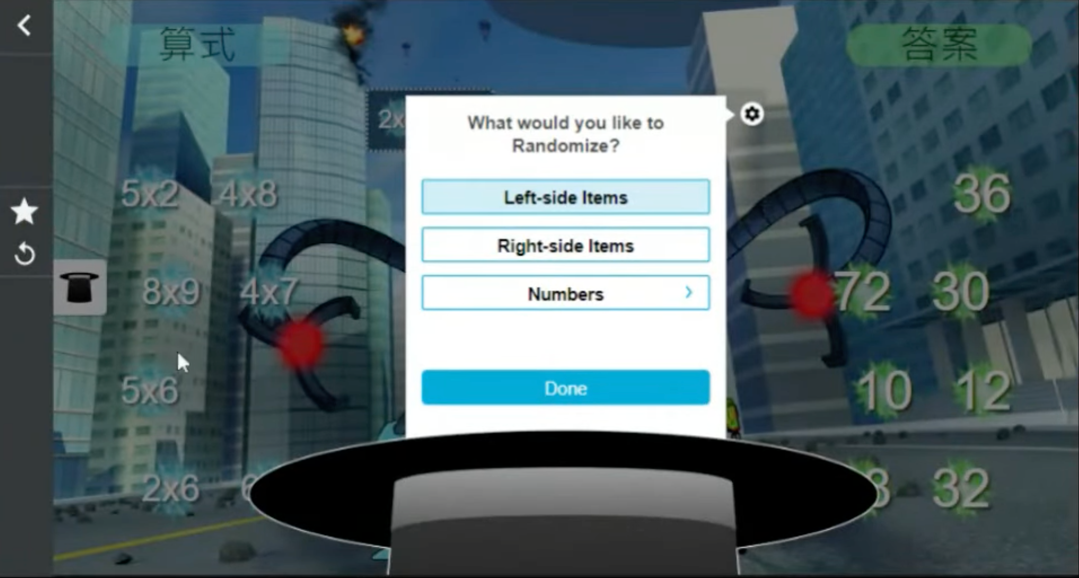 算式
答案
2x
What would you like to
Randomize?
Left-side Items
Right-side Items
Numbers
Done
5x2 4x8
36
8x9 4x7
72 30
5x6
10 12
2x6
32